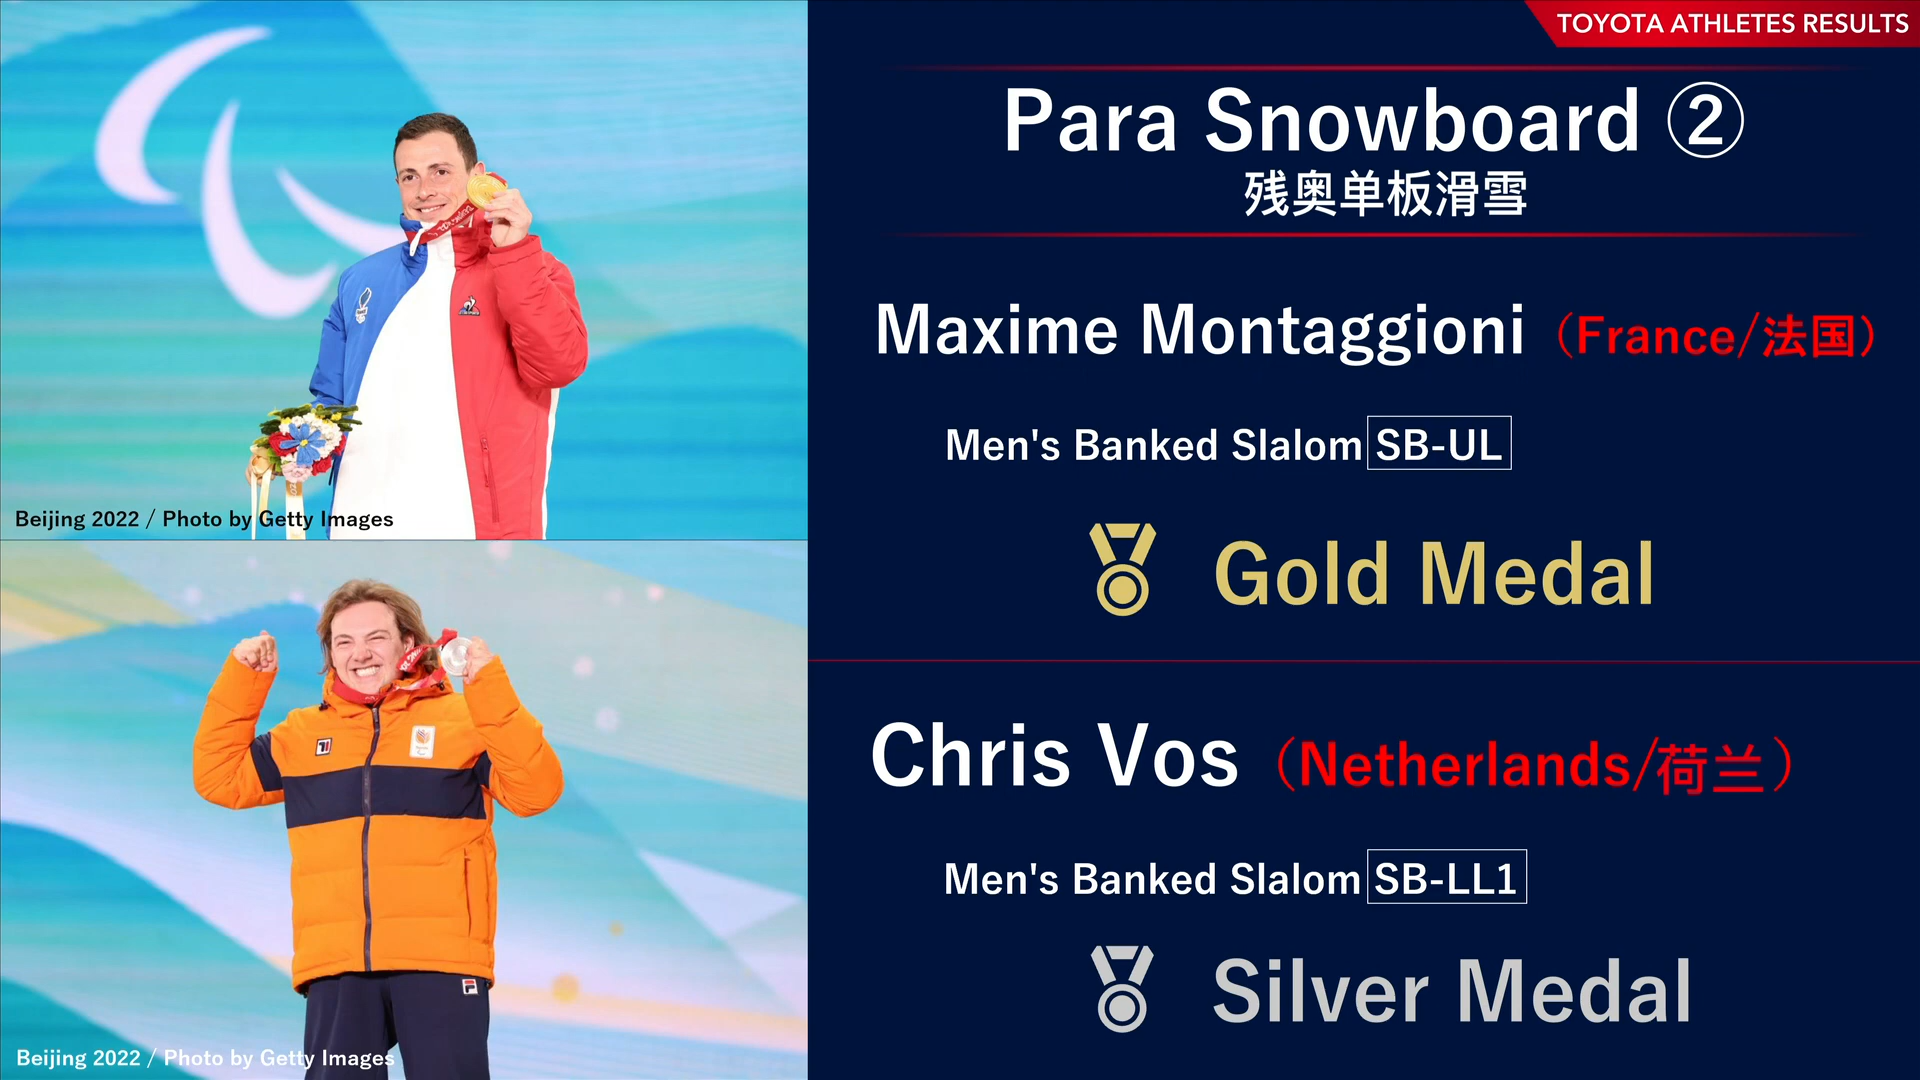 TOYOTA ATHLETES RESULTS
Para Snowboard ②
残奥单板滑雪
Maxime Montaggioni（France/法国）
Men's Banked Slalom SB-UL
Gold Medal
Beijing 2022 / Photo by Getty Images
Chris Vos（Netherlands/荷兰）
Men's Banked Slalom SB-LL1
Silver Medal
Beijing 2022 / Photo by Getty Images